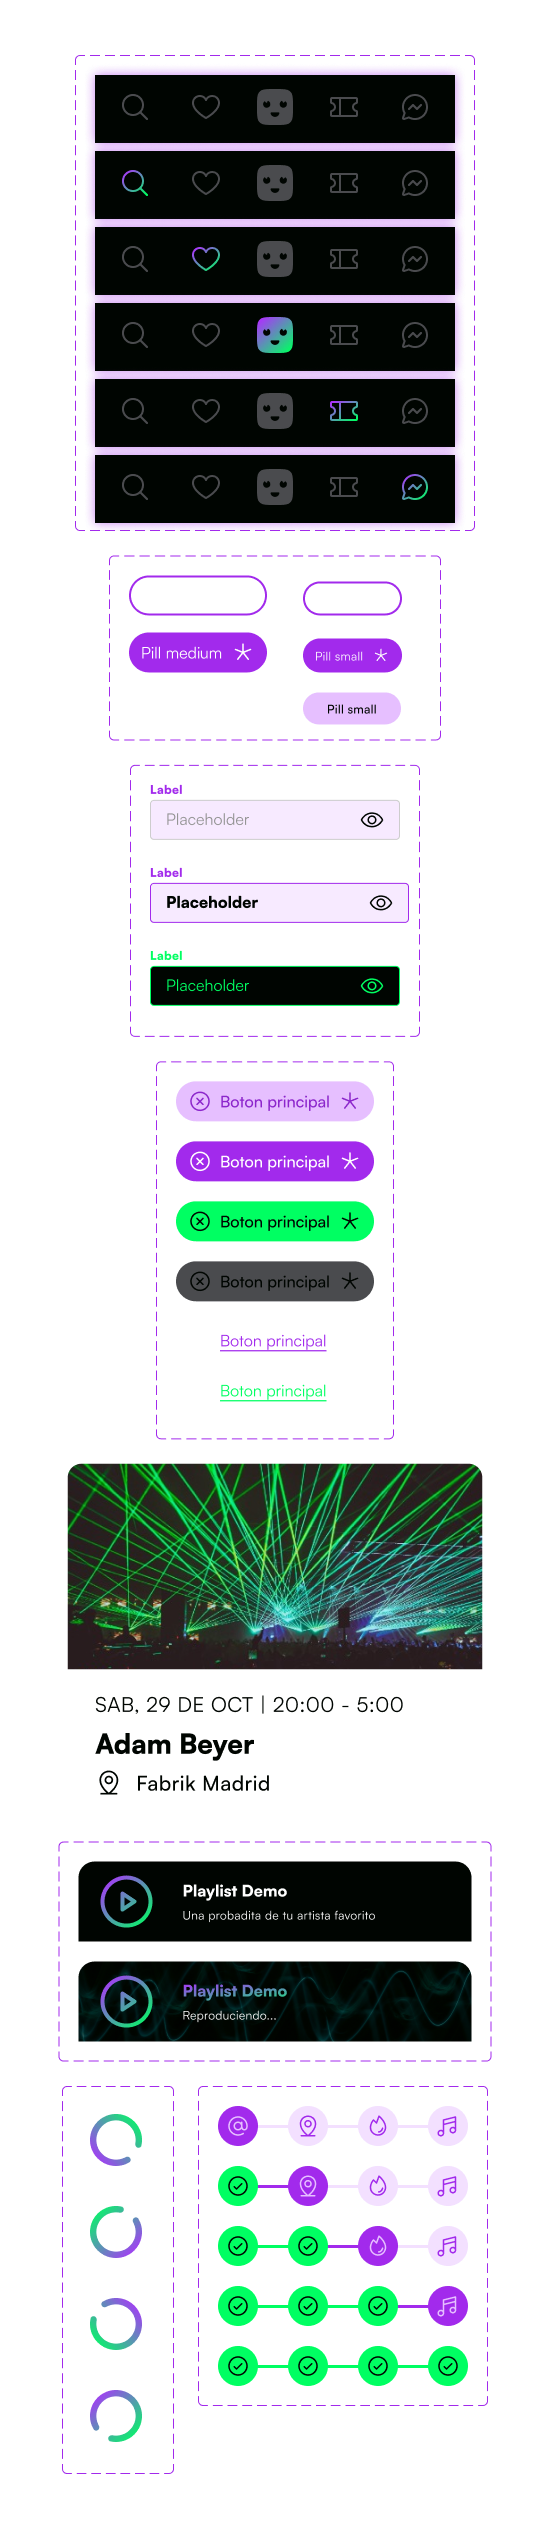 Pill medium
Pill small
Pill small
Label
Placeholder
Label
Placeholder
Label
Placeholder
Boton principal
Boton principal
Boton principal
Boton principal
Boton principal
Boton principal
SAB, 29 DE OCT | 20:00 - 5:00
Adam Beyer
Fabrik Madrid
Playlist Demo
Una probadita de tu artista favorito
Playlist Demo
Reproduciendo...